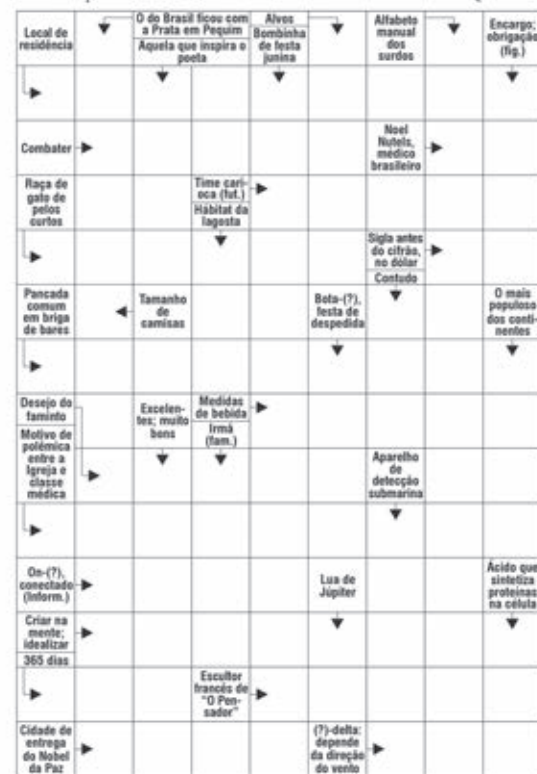 Local de
residência
O do Brasil ficou com
a Prata em Pequim
Aquela que inspira o
poeta
Alvos
Bombinha
de festa
junina
Alfabeto
manual
dos
surdos
Encargo;
obrigação
(fig.)
Combater
Noel
Nutels,
médico
brasileiro
Raça de
gato de
pelos
curtos
Time cari-
oca (fut.)
Hábitat da
lagosta
Sigla antes
do cifrão,
no dólar
Contudo
Pancada
comum
em briga
de bares
Tamanho
de
camisas
Bota-(?),
festa de
despedida
O mais
populoso
dos conti-
nentes
Desejo do
faminto
Motivo de
polêmica
entre a
Igreja e
classe
médica
Excelen-
tes; muito
bons
Medidas
de bebida
Irmã
(fam.)
Aparelho
de
detecção
submarina
On-(?),
conectado
(Inform.)
Lua de
Júpiter
Ácido que
sintetiza
proteínas
na célula
Criar na
mente;
idealizar
365 dias
Escultor
francês de
"O Pen-
sador"
Cidade de
entrega
do Nobel
da Paz
(?)-delta:
depende
da direção
do vento